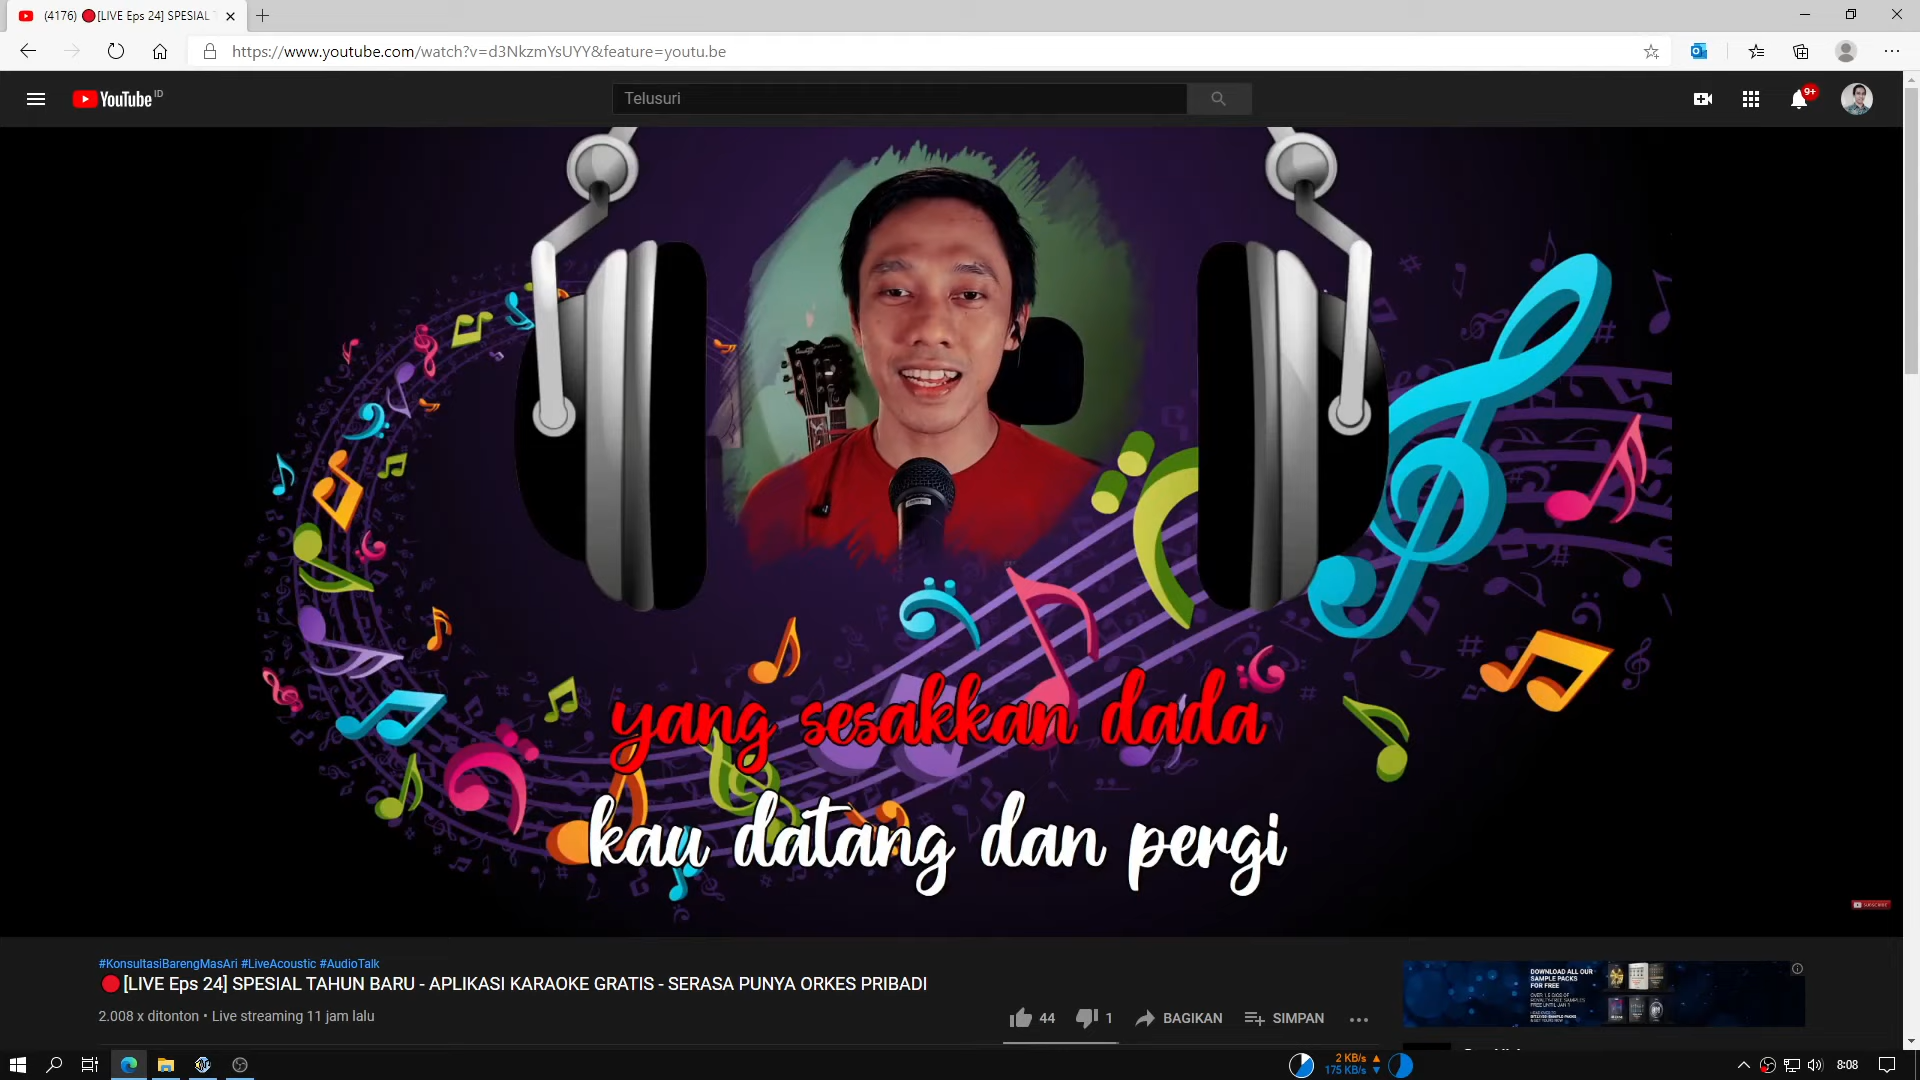 (4176) 🔴[LIVE Eps 24] SPESIAL T
https://www.youtube.com/watch?v=d3NkzmYsUYY&feature=youtu.be
YouTube ID
Telusuri
9+
yang sesakkan dada
kau datang dan pergi
SUBSCRIBE
#KonsultasiBarengMasAri #LiveAcoustic #AudioTalk
🔴[LIVE Eps 24] SPESIAL TAHUN BARU - APLIKASI KARAOKE GRATIS - SERASA PUNYA ORKES PRIBADI
2.008 x ditonton • Live streaming 11 jam lalu
44
1
BAGIKAN
SIMPAN
DOWNLOAD ALL OUR
SAMPLE PACKS
FOR FREE
2 KB/s
175 KB/s
8:08